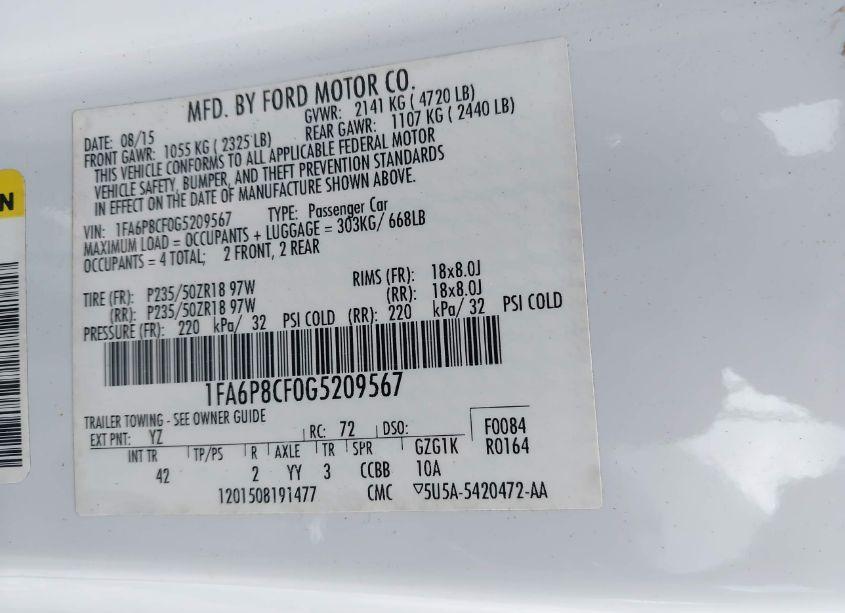 MFD. BY FORD MOTOR CO.
DATE: 08/15 GVWR: 2141 KG ( 4720 LB)
FRONT GAWR: 1055 KG ( 2325 LB) REAR GAWR: 1107 KG ( 2440 LB)
THIS VEHICLE CONFORMS TO ALL APPLICABLE FEDERAL MOTOR
VEHICLE SAFETY, BUMPER, AND THEFT PREVENTION STANDARDS
IN EFFECT ON THE DATE OF MANUFACTURE SHOWN ABOVE.
VIN: 1FA6P8CF0G5209567 TYPE: Passenger Car
MAXIMUM LOAD = OCCUPANTS + LUGGAGE = 303KG/ 668LB
OCCUPANTS = 4 TOTAL; 2 FRONT, 2 REAR
TIRE (FR): P235/50ZR18 97W RIMS (FR): 18x8.0J
(RR): P235/50ZR18 97W (RR): 18x8.0J
PRESSURE (FR): 220 kPa/ 32 PSI COLD (RR): 220 kPa/ 32 PSI COLD
1FA6P8CF0G5209567
TRAILER TOWING - SEE OWNER GUIDE
EXT PNT: YZ RC: 72 DSO: F0084
INT TR TP/PS R AXLE TR SPR GZG1K R0164
42 2 YY 3 CCBB 10A
1201508191477 CMC ▽5U5A-5420472-AA
N